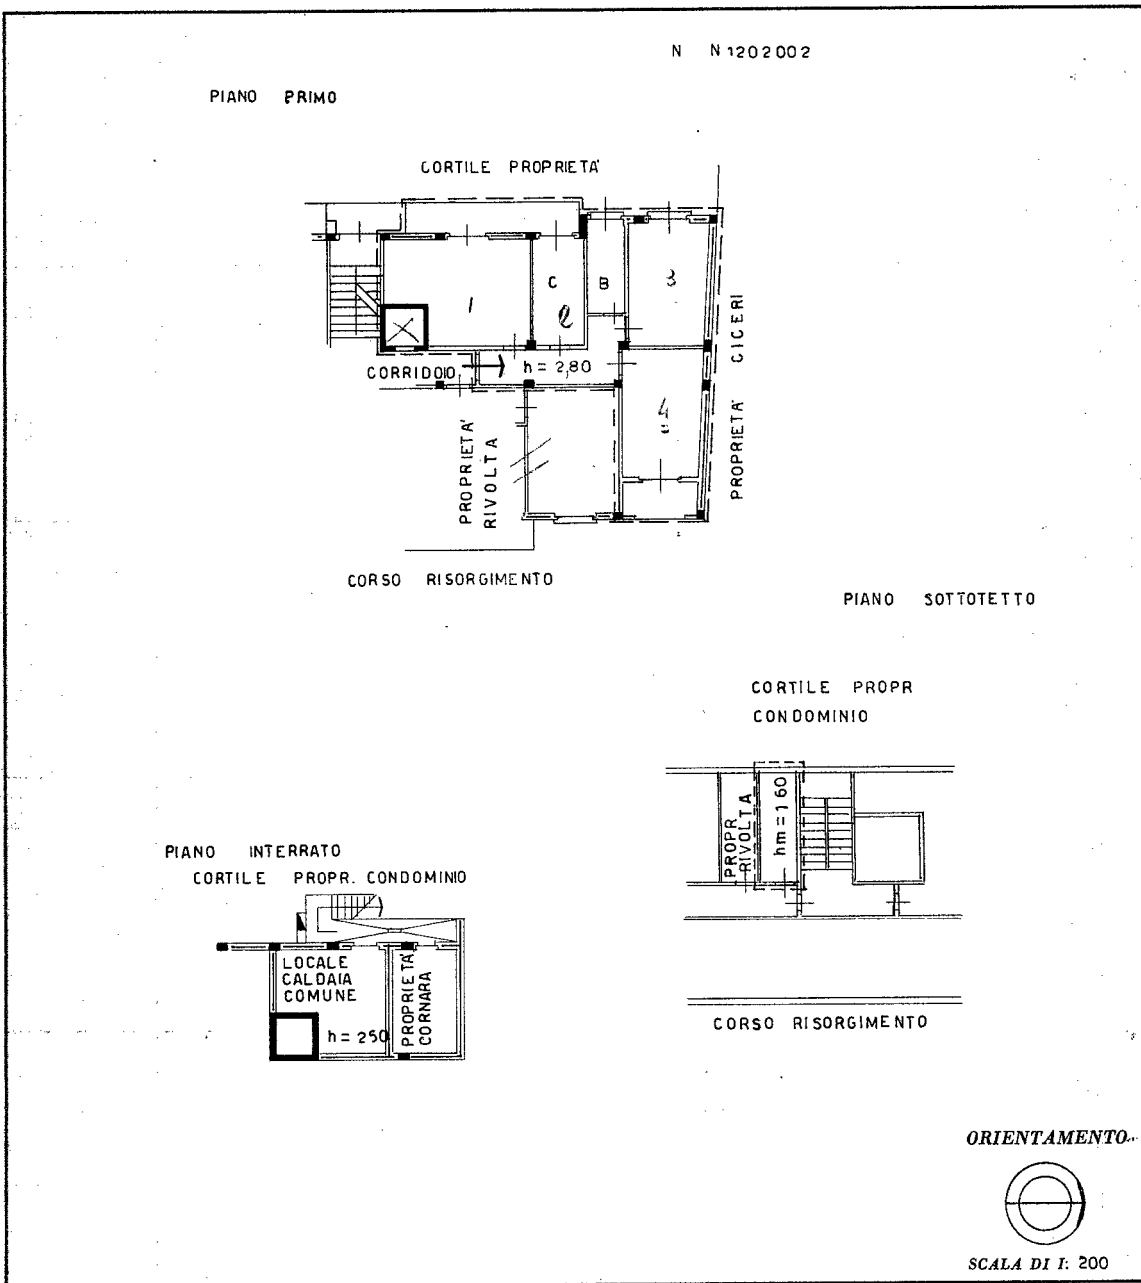 N N1202002
PIANO PRIMO
CORTILE PROPRIETA'
1
C
2
B
3
CORRIDOIO
h = 2,80
4
PROPRIETA'
RIVOLTA
PROPRIETA' CICERI
CORSO RISORGIMENTO
PIANO SOTTOTETTO
CORTILE PROPR
CONDOMINIO
PROPR
RIVOLTA
hm = 1 60
CORSO RISORGIMENTO
PIANO INTERRATO
CORTILE PROPR. CONDOMINIO
LOCALE
CALDAIA
COMUNE
h = 250
PROPRIETA'
CORNARA
ORIENTAMENTO
SCALA DI 1: 200